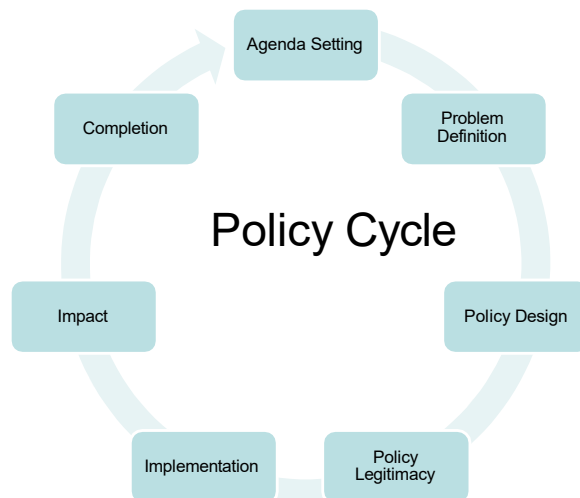 Agenda Setting
Problem
Definition
Policy Design
Policy
Legitimacy
Implementation
Impact
Completion
Policy Cycle